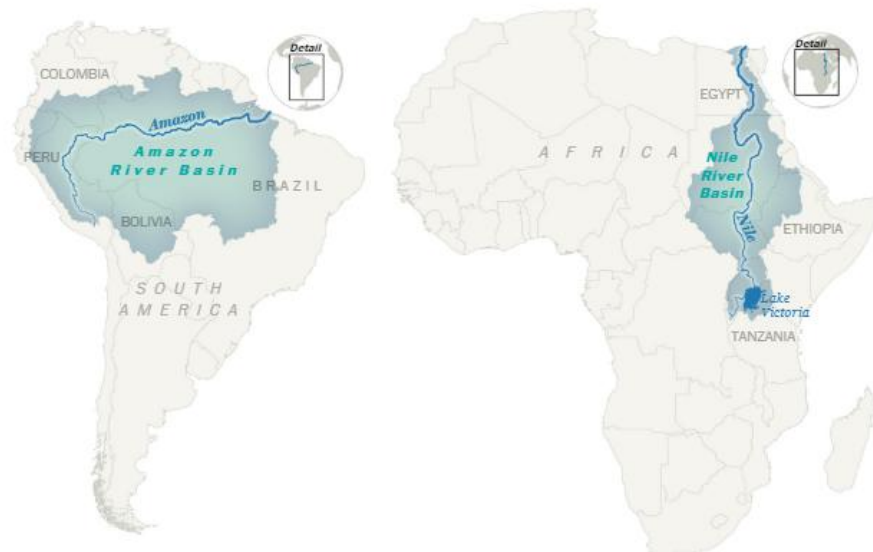 Detail
COLOMBIA
Amazon
PERU
Amazon
River Basin
BRAZIL
BOLIVIA
SOUTH
AMERICA
Detail
EGYPT
AFRICA
Nile
River
Basin
Nile
ETHIOPIA
Lake
Victoria
TANZANIA